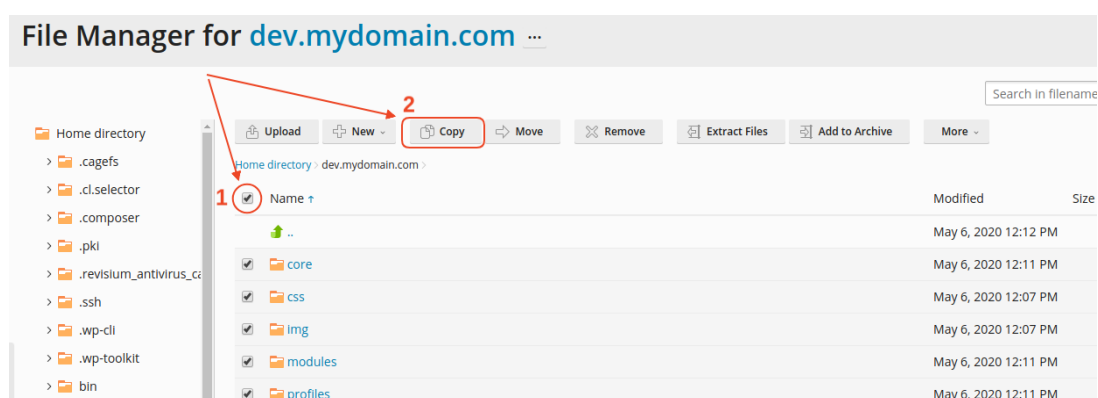 File Manager for dev.mydomain.com ...
Search in filename
2
Upload New Copy Move Remove Extract Files Add to Archive More
Home directory > dev.mydomain.com >
1
Name ↑ Modified Size
.. May 6, 2020 12:12 PM
core May 6, 2020 12:11 PM
css May 6, 2020 12:07 PM
img May 6, 2020 12:07 PM
modules May 6, 2020 12:11 PM
profiles May 6, 2020 12:11 PM
Home directory
.cagefs
.cl.selector
.composer
.pki
.revisium_antivirus_ca
.ssh
.wp-cli
.wp-toolkit
bin